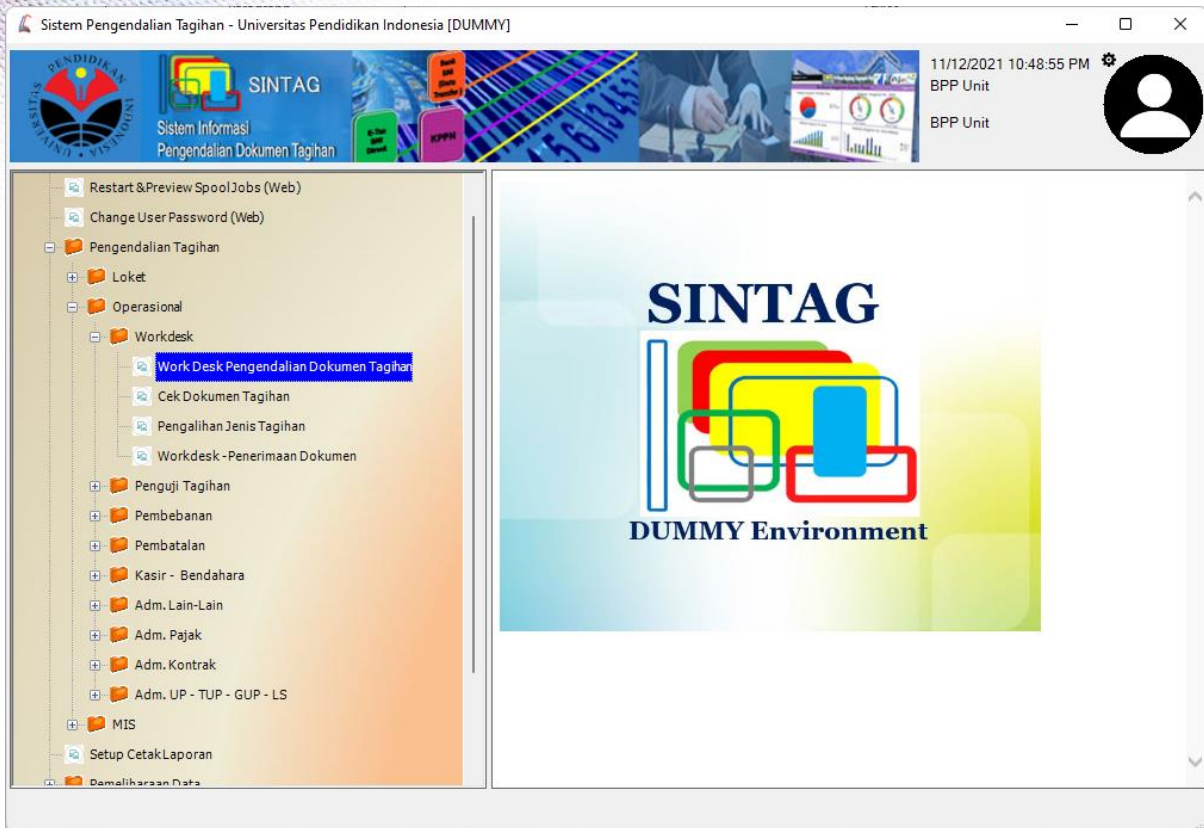 Sistem Pengendalian Tagihan - Universitas Pendidikan Indonesia [DUMMY]
UNIVERSITAS PENDIDIKAN INDONESIA
SINTAG
Sistem Informasi
Pengendalian Dokumen Tagihan
KPPN
11/12/2021 10:48:55 PM
BPP Unit
BPP Unit
Restart &Preview Spool Jobs (Web)
Change User Password (Web)
Pengendalian Tagihan
Loket
Operasional
Workdesk
Work Desk Pengendalian Dokumen Tagihan
Cek Dokumen Tagihan
Pengalihan Jenis Tagihan
Workdesk - Penerimaan Dokumen
Penguji Tagihan
Pembebanan
Pembatalan
Kasir - Bendahara
Adm. Lain-Lain
Adm. Pajak
Adm. Kontrak
Adm. UP - TUP - GUP - LS
MIS
Setup Cetak Laporan
Pemeliharaan Data
SINTAG
DUMMY Environment